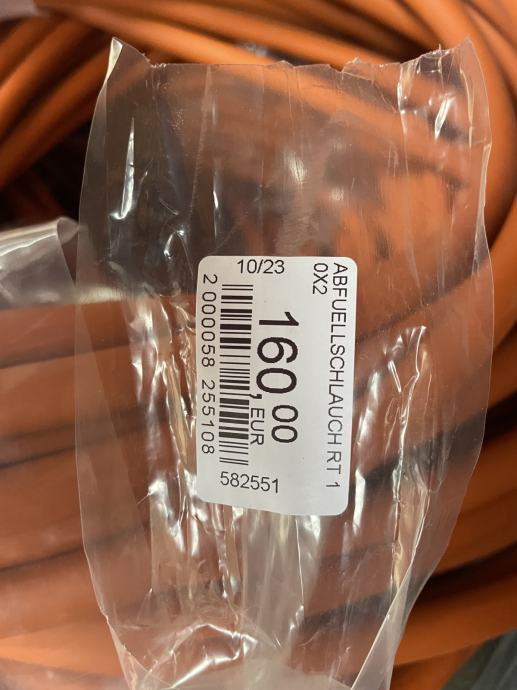 ABFUELLSCHLAUCH RT 1
0X2
160,00
EUR
2 000058 255108
10/23
582551